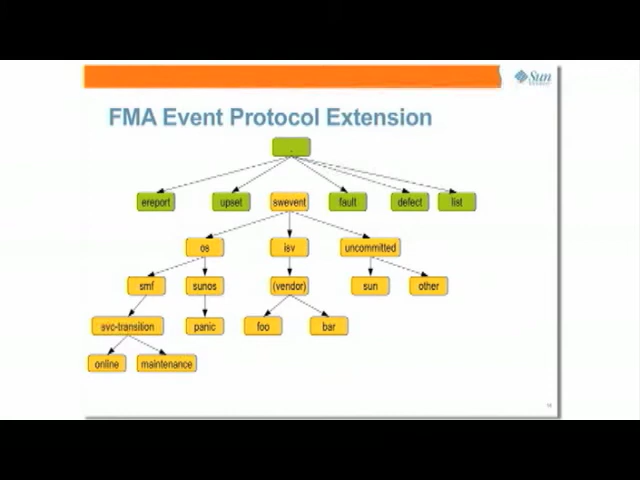 Sun
FMA Event Protocol Extension
ereport upset swevent fault defect list
os isv uncommitted
smf sunos (vendor) sun other
svc-transition panic foo bar
online maintenance